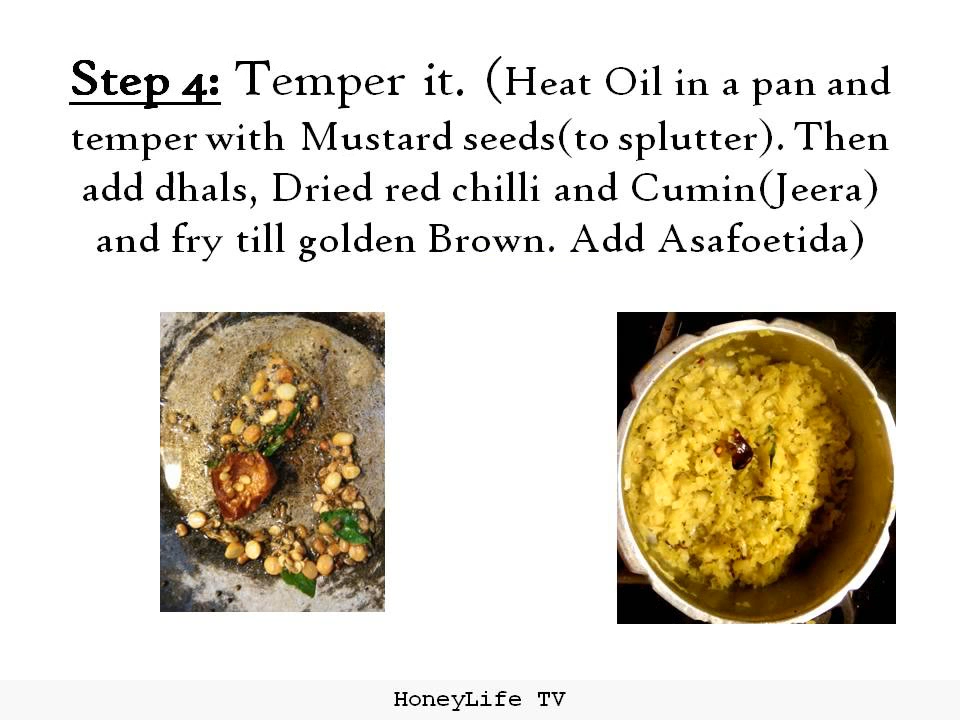 Step 4: Temper it. (Heat Oil in a pan and
temper with Mustard seeds(to splutter). Then
add dhals, Dried red chilli and Cumin(Jeera)
and fry till golden Brown. Add Asafoetida)
HoneyLife TV